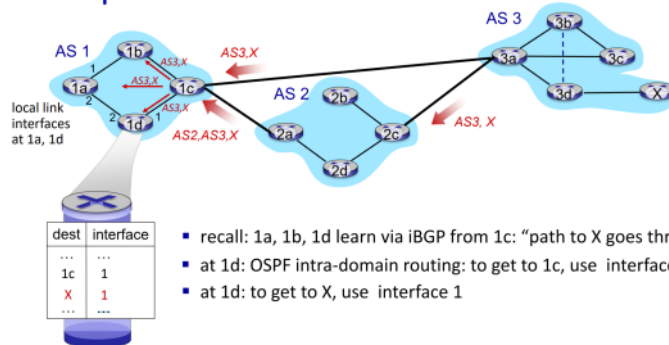 AS 1
AS 2
AS 3
1a
1b
1c
1d
2a
2b
2c
2d
3a
3b
3c
3d
X
AS3,X
AS3,X
AS3,X
AS3,X
AS2,AS3,X
AS3, X
1
2
2
1
local link
interfaces
at 1a, 1d
dest interface
... ...
1c 1
X 1
... ...
▪ recall: 1a, 1b, 1d learn via iBGP from 1c: “path to X goes
▪ at 1d: OSPF intra-domain routing: to get to 1c, use
▪ at 1d: to get to X, use interface 1